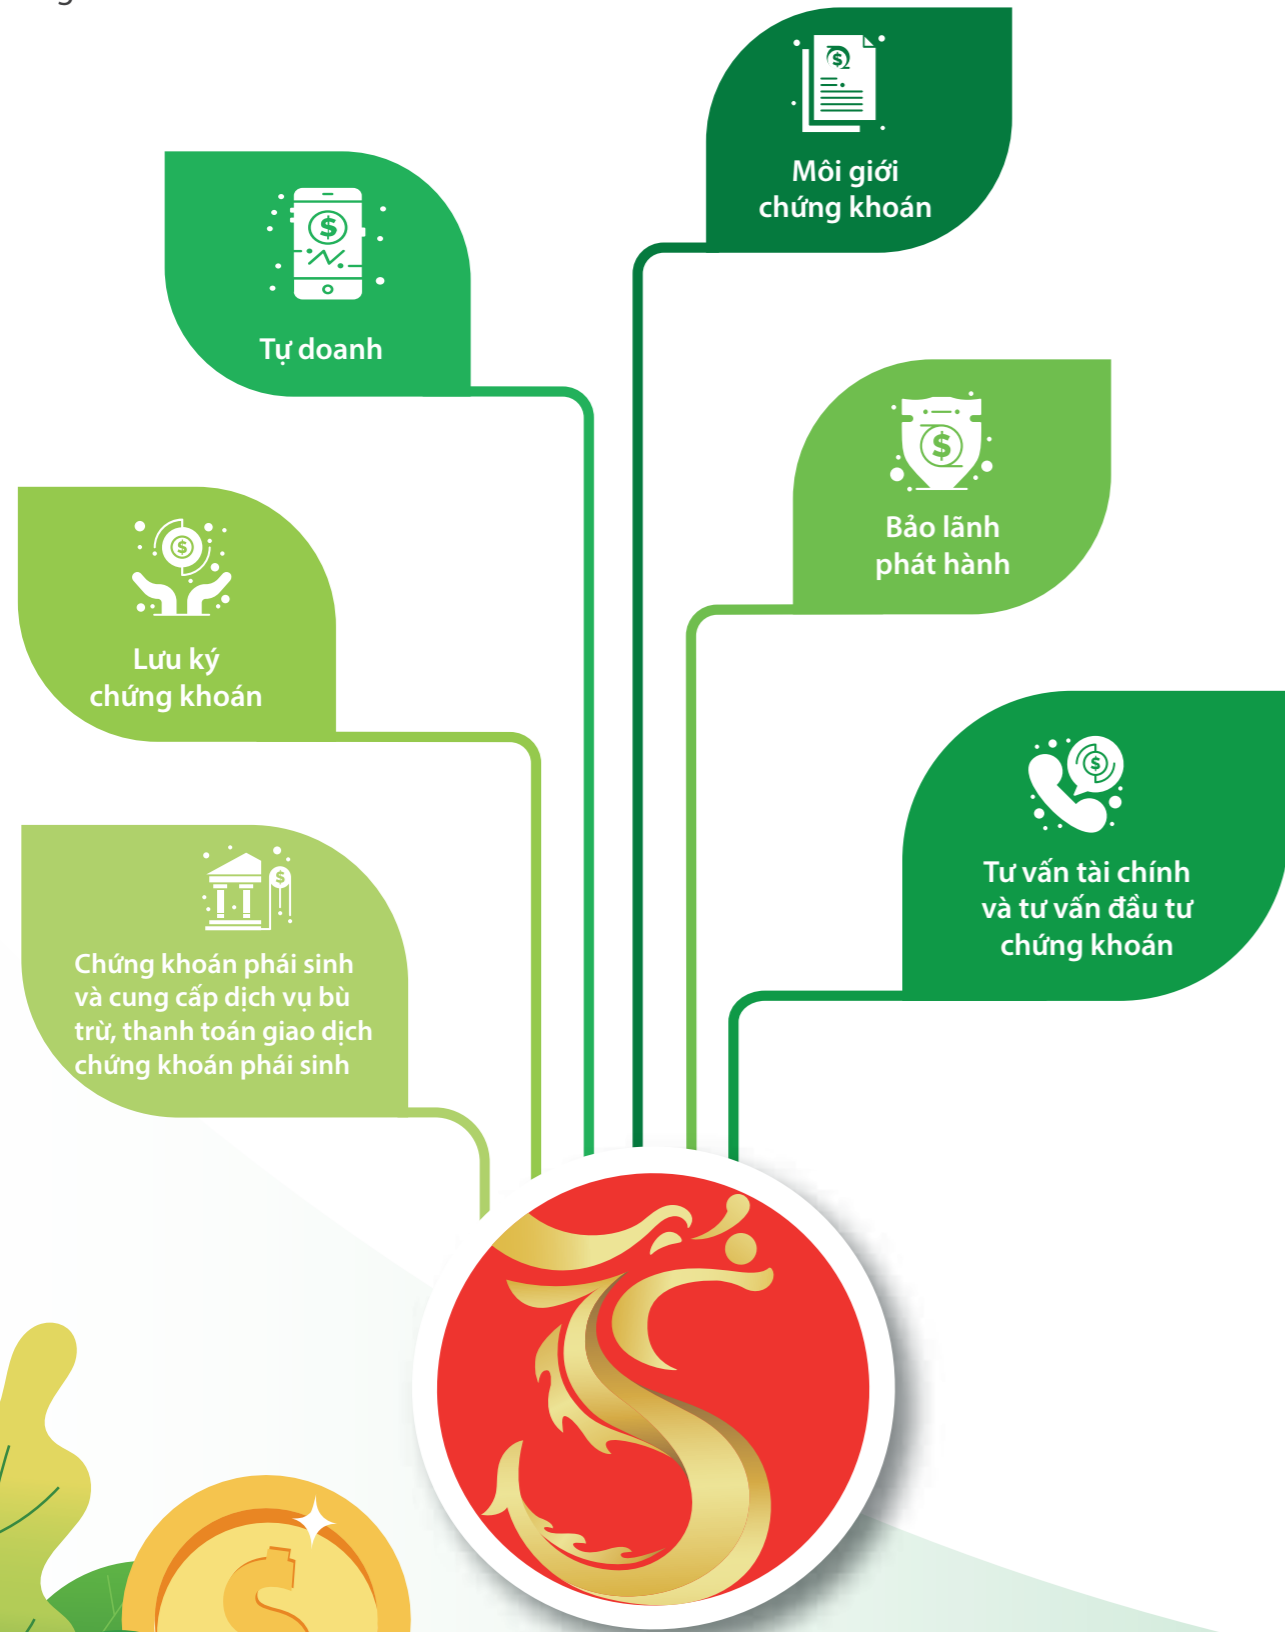 Môi giới
chứng khoán
Tự doanh
Bảo lãnh
phát hành
Lưu ký
chứng khoán
Tư vấn tài chính
và tư vấn đầu tư
chứng khoán
Chứng khoán phái sinh
và cung cấp dịch vụ bù
trừ, thanh toán giao dịch
chứng khoán phái sinh